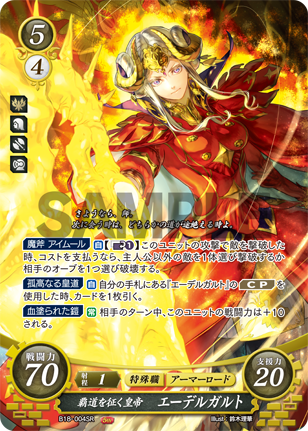 5
4
SAMPLE
さようなら、師。
次に会う時は、どちらかの道が途絶える時よ。
魔斧 アイムール 自【1】このユニットの攻撃で敵を撃破した
時、コストを支払うなら、主人公以外の敵を1体選び撃破するか
相手のオーブを1つ選び破壊する。
孤高なる皇道 自 自分の手札にある「エーデルガルト」のCPを
使用した時、カードを1枚引く。
血塗られた鎧 常 相手のターン中、このユニットの戦闘力は+10
される。
戦闘力
70
射程 1
特殊職
アーマーロード
支援力
20
覇道を征く皇帝 エーデルガルト
B18-004SR
Illust:鈴木理華